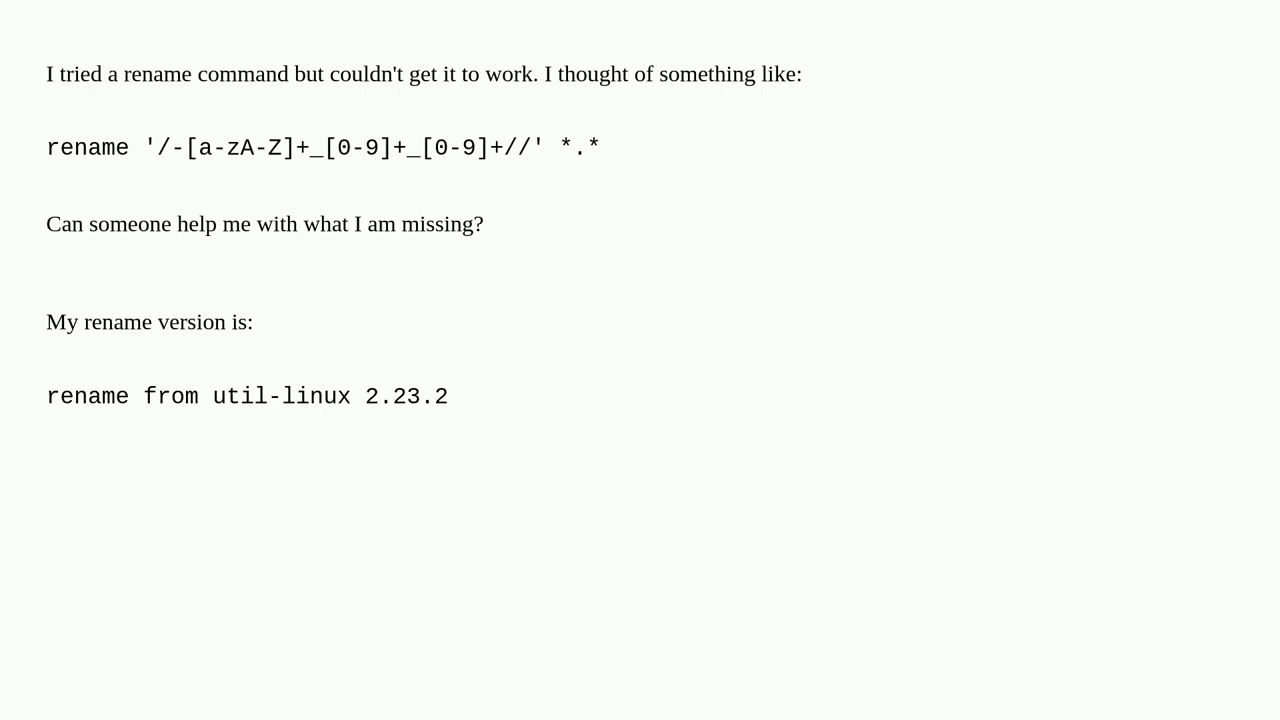 I tried a rename command but couldn't get it to work. I thought of something like:
rename '/-[a-zA-Z]+_[0-9]+_[0-9]+//' *.*
Can someone help me with what I am missing?
My rename version is:
rename from util-linux 2.23.2